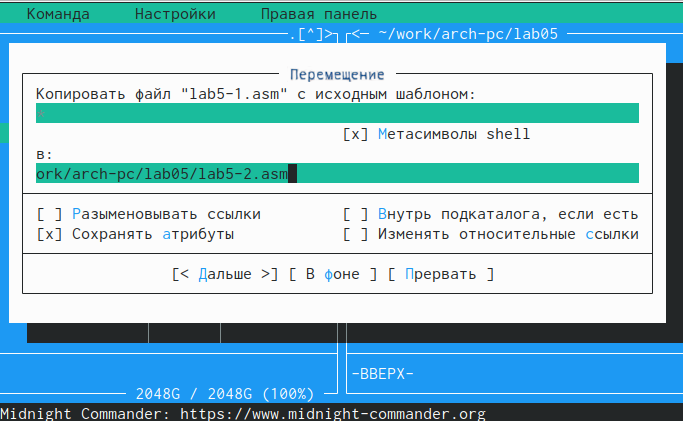 Команда Настройки Правая панель
.[^]> <─ ~/work/arch-pc/lab05
Перемещение
Копировать файл "lab5-1.asm" с исходным шаблоном:
[x] Метасимволы shell
в:
ork/arch-pc/lab05/lab5-2.asm
[ ] Разыменовывать ссылки [ ] Внутрь подкаталога, если есть
[x] Сохранять атрибуты [ ] Изменять относительные ссылки
[< Дальше >] [ В фоне ] [ Прервать ]
-ВВЕРХ-
2048G / 2048G (100%)
Midnight Commander: https://www.midnight-commander.org